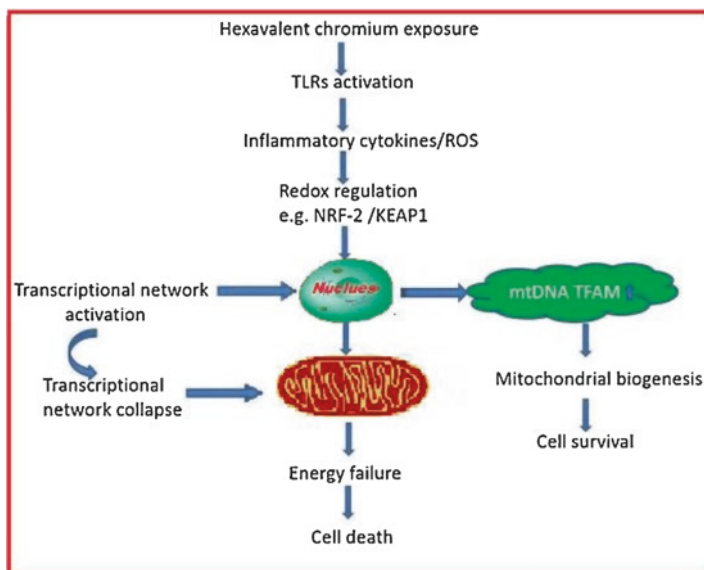 Hexavalent chromium exposure
TLRs activation
Inflammatory cytokines/ROS
Redox regulation
e.g. NRF-2 /KEAP1
Nuclues
Transcriptional network
activation
mtDNA TFAM
Transcriptional
network collapse
Mitochondrial biogenesis
Cell survival
Energy failure
Cell death